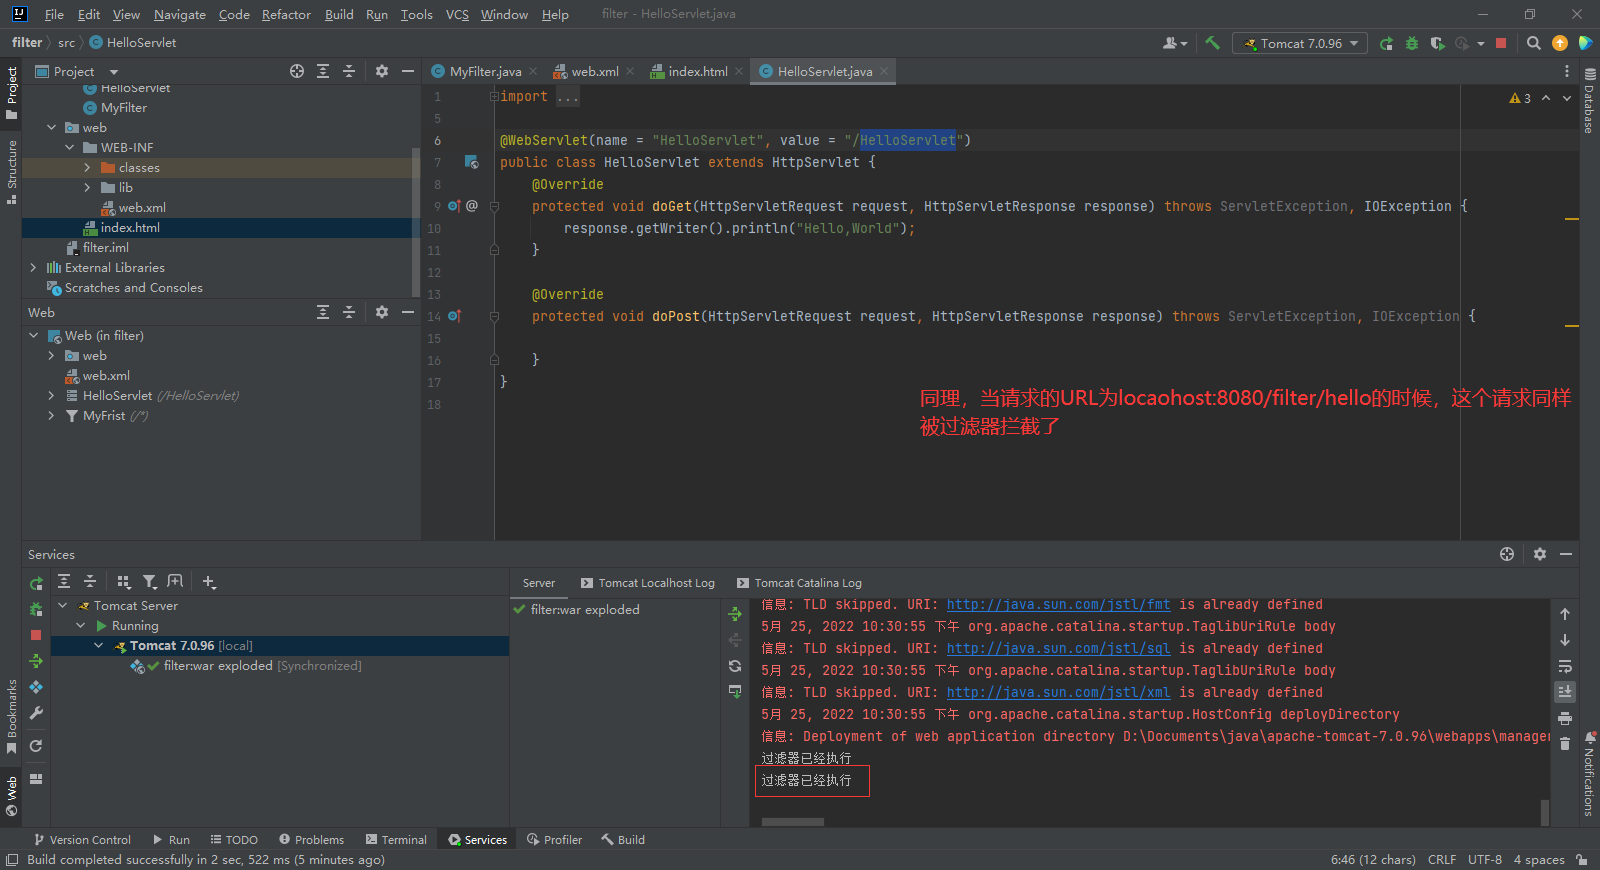 File Edit View Navigate Code Refactor Build Run Tools VCS Window Help filter - HelloServlet.java
filter src HelloServlet Tomcat 7.0.96
Project
MyFilter.java web.xml index.html HelloServlet.java
HelloServlet
MyFilter
web
WEB-INF
classes
lib
web.xml
index.html
filter.iml
External Libraries
Scratches and Consoles
Web
Web (in filter)
web
web.xml
HelloServlet (/HelloServlet)
MyFrist (/*)
1 import ...
5
6 @WebServlet(name = "HelloServlet", value = "/HelloServlet")
7 public class HelloServlet extends HttpServlet {
8 @Override
9 @ protected void doGet(HttpServletRequest request, HttpServletResponse response) throws ServletException, IOException {
10 response.getWriter().println("Hello,World");
11 }
12
13 @Override
14 protected void doPost(HttpServletRequest request, HttpServletResponse response) throws ServletException, IOException {
15
16 }
17 }
18
3
同理，当请求的URL为locaohost:8080/filter/hello的时候，这个请求同样
被过滤器拦截了
Project
Structure
Bookmarks
Web
Database
Notifications
Services
Tomcat Server
Running
Tomcat 7.0.96 [local]
filter:war exploded [Synchronized]
Server Tomcat Localhost Log Tomcat Catalina Log
filter:war exploded
信息: TLD skipped. URI: http://java.sun.com/jstl/fmt is already defined
5月 25, 2022 10:30:55 下午 org.apache.catalina.startup.TaglibUriRule body
信息: TLD skipped. URI: http://java.sun.com/jstl/sql is already defined
5月 25, 2022 10:30:55 下午 org.apache.catalina.startup.TaglibUriRule body
信息: TLD skipped. URI: http://java.sun.com/jstl/xml is already defined
5月 25, 2022 10:30:55 下午 org.apache.catalina.startup.HostConfig deployDirectory
信息: Deployment of web application directory D:\Documents\java\apache-tomcat-7.0.96\webapps\manager
过滤器已经执行
过滤器已经执行
Version Control Run TODO Problems Terminal Services Profiler Build
Build completed successfully in 2 sec, 522 ms (5 minutes ago) 6:46 (12 chars) CRLF UTF-8 4 spaces